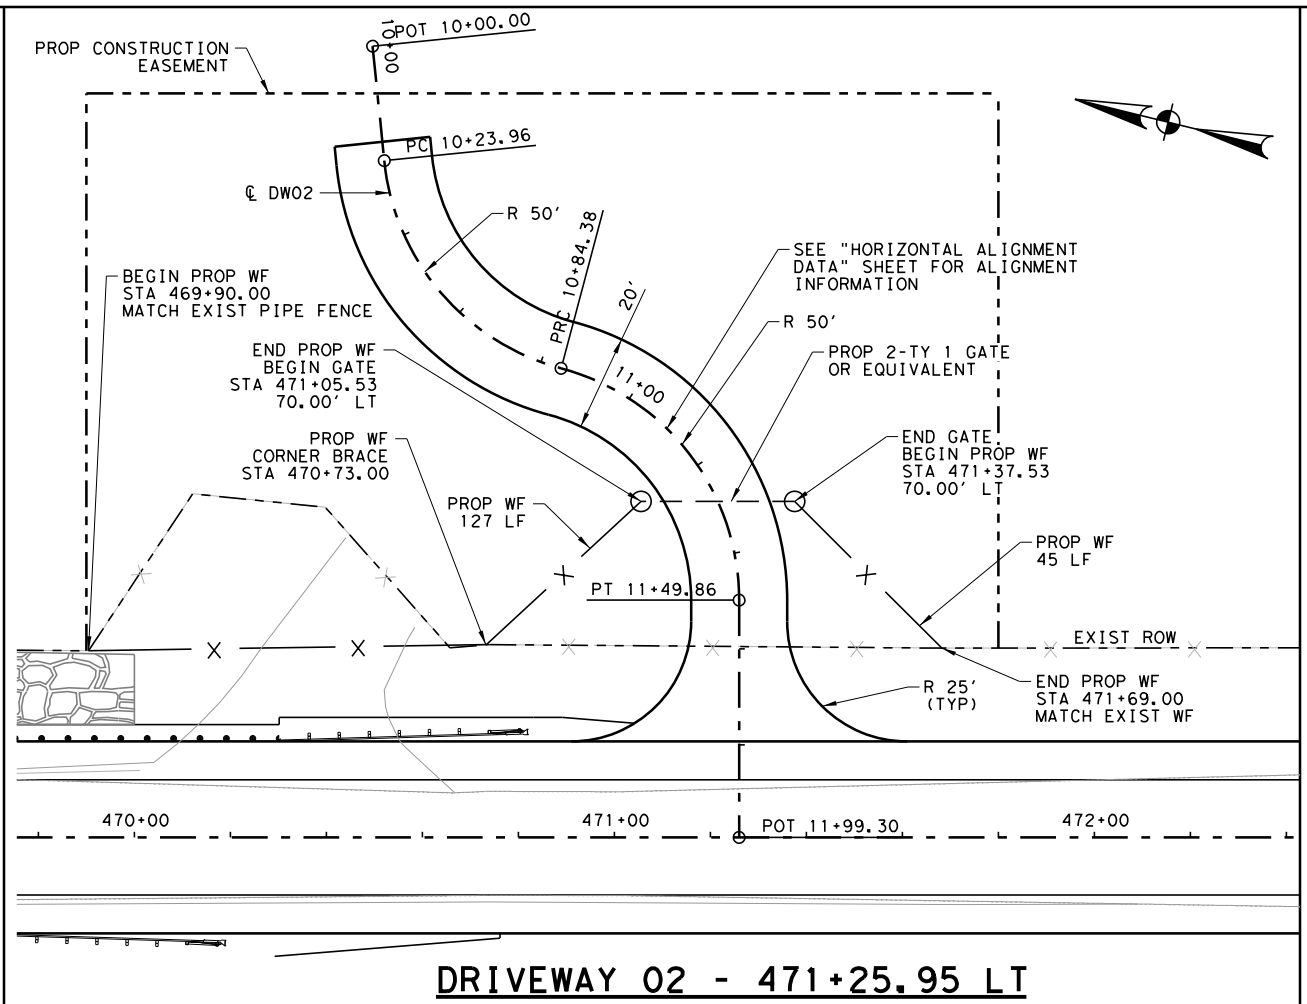 POT 10+00.00
10+00
PROP CONSTRUCTION
EASEMENT
PC 10+23.96
℄ DW02
R 50'
PRC 10+84.38
20'
SEE "HORIZONTAL ALIGNMENT
DATA" SHEET FOR ALIGNMENT
INFORMATION
BEGIN PROP WF
STA 469+90.00
MATCH EXIST PIPE FENCE
R 50'
END PROP WF
BEGIN GATE
STA 471+05.53
70.00' LT
PROP 2-TY 1 GATE
OR EQUIVALENT
11+00
PROP WF
CORNER BRACE
STA 470+73.00
END GATE
BEGIN PROP WF
STA 471+37.53
70.00' LT
PROP WF
127 LF
PROP WF
45 LF
PT 11+49.86
EXIST ROW
R 25'
(TYP)
END PROP WF
STA 471+69.00
MATCH EXIST WF
470+00
471+00
POT 11+99.30
472+00
DRIVEWAY 02 - 471+25.95 LT